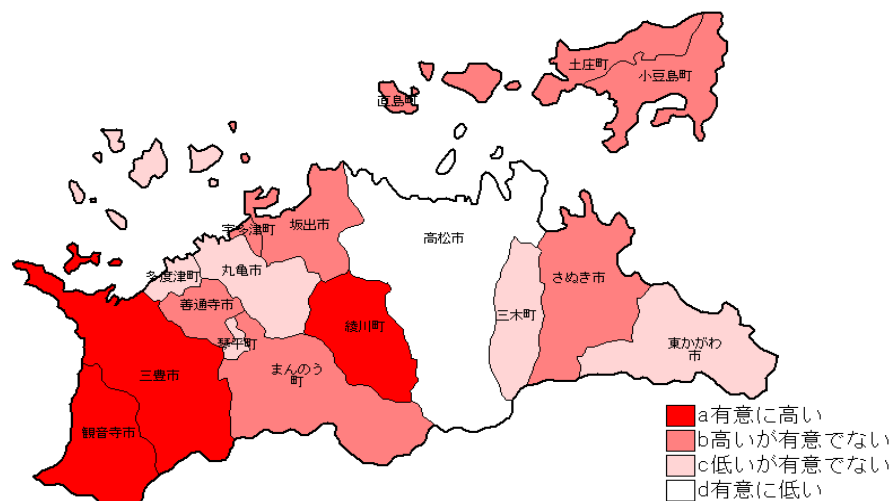 土庄町
小豆島町
直島町
宇多津町
坂出市
高松市
多度津町
丸亀市
さぬき市
善通寺市
綾川町
三木町
琴平町
東かがわ
市
三豊市
まんのう
町
観音寺市
a有意に高い
b高いが有意でない
c低いが有意でない
d有意に低い